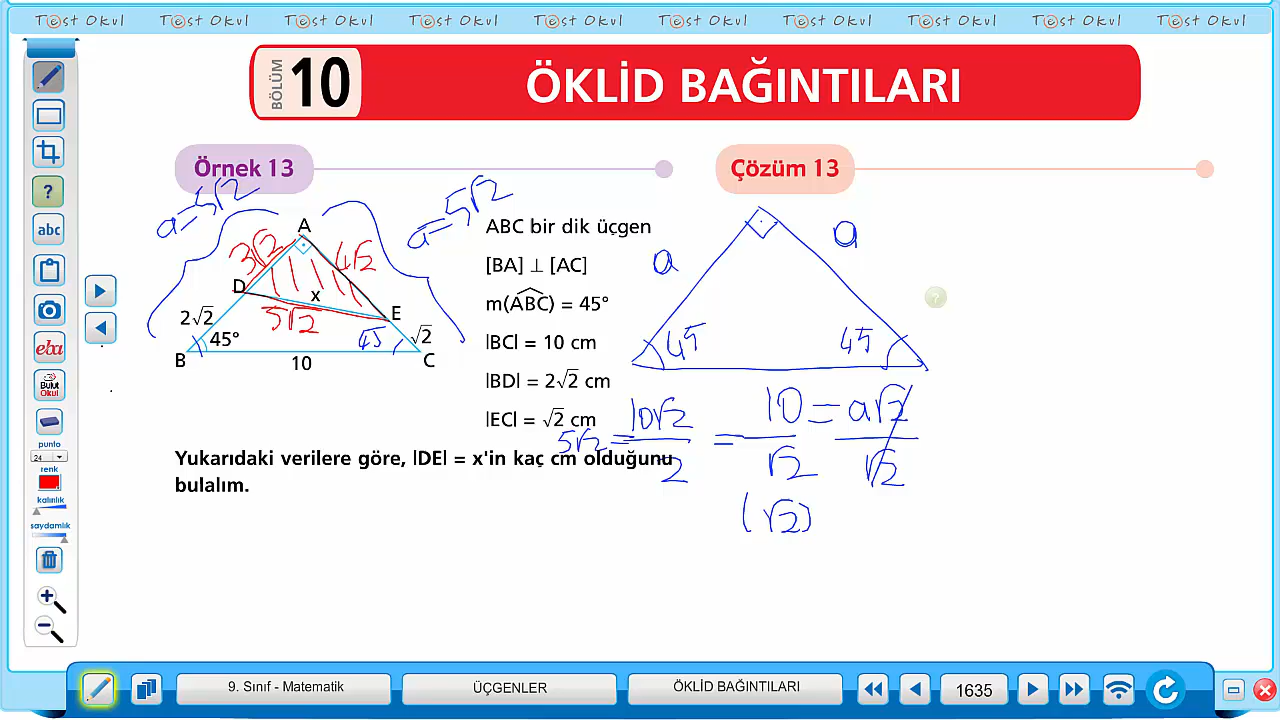 Test Okul Test Okul Test Okul Test Okul Test Okul Test Okul Test Okul Test Okul Test Okul Test Okul
BÖLÜM 10 ÖKLİD BAĞINTILARI
Örnek 13
a=5√2
a=5√2
A
3√2
4√2
D
x
E
5√2
2√2
45°
45
√2
B
10
C
ABC bir dik üçgen
[BA] ⊥ [AC]
m(ABC) = 45°
|BC| = 10 cm
|BD| = 2√2 cm
|EC| = √2 cm
Yukarıdaki verilere göre, |DE| = x'in kaç cm olduğunu
bulalım.
Çözüm 13
a
a
45
45
5√2 = 10√2/2 = 10/√2 = a√2/√2
(√2)
?
abc
eba
Bulut
Okul
punto
24
renk
kalınlık
saydamlık
?
9. Sınıf - Matematik
ÜÇGENLER
ÖKLİD BAĞINTILARI
1635